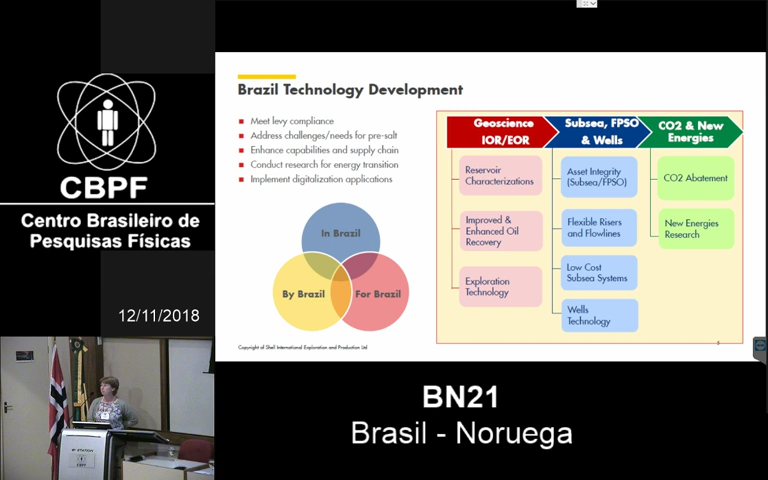 CBPF
Centro Brasileiro de
Pesquisas Físicas
12/11/2018
Brazil Technology Development
Meet levy compliance
Address challenges/needs for pre-salt
Enhance capabilities and supply chain
Conduct research for energy transition
Implement digitalization applications
In Brazil
By Brazil
For Brazil
Geoscience
IOR/EOR
Reservoir
Characterizations
Improved &
Enhanced Oil
Recovery
Exploration
Technology
Subsea, FPSO
& Wells
Asset Integrity
(Subsea/FPSO)
Flexible Risers
and Flowlines
Low Cost
Subsea Systems
Wells
Technology
CO2 & New
Energies
CO2 Abatement
New Energies
Research
Copyright of Shell International Exploration and Production Ltd
5
BN21
Brasil - Noruega
CBPF